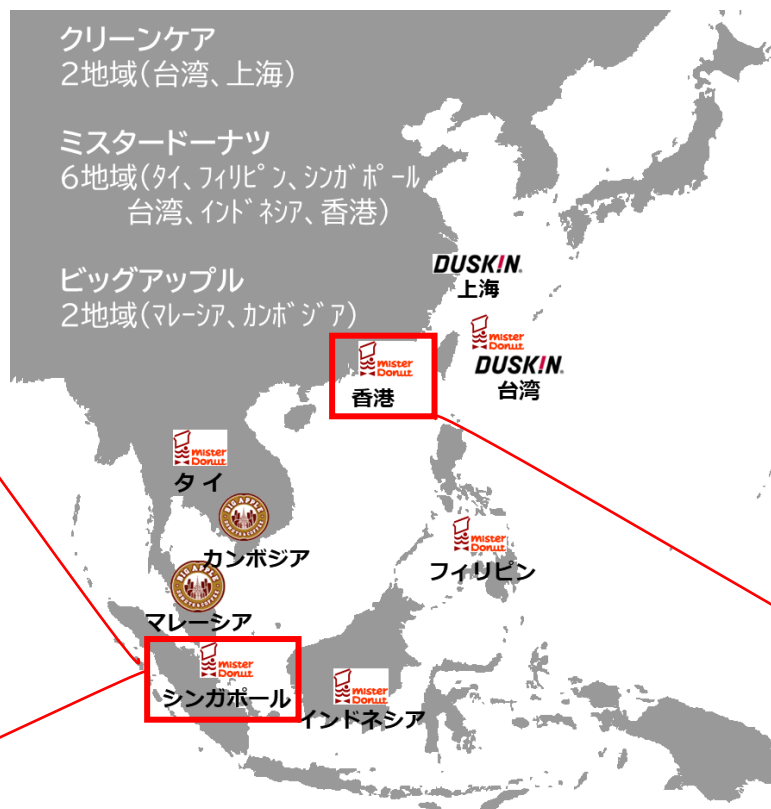 クリーンケア
2地域(台湾、上海)
ミスタードーナツ
6地域(ﾀｲ、ﾌｨﾘﾋﾟﾝ、ｼﾝｶﾞﾎﾟｰﾙ
台湾、ｲﾝﾄﾞﾈｼｱ、香港)
ビッグアップル
2地域(ﾏﾚｰｼｱ、ｶﾝﾎﾞｼﾞｱ)
DUSK!N.
上海
mister
Donut
DUSK!N.
台湾
mister
Donut
香港
mister
Donut
タイ
BIG APPLE
カンボジア
mister
Donut
フィリピン
BIG APPLE
マレーシア
mister
Donut
シンガポール
mister
Donut
インドネシア